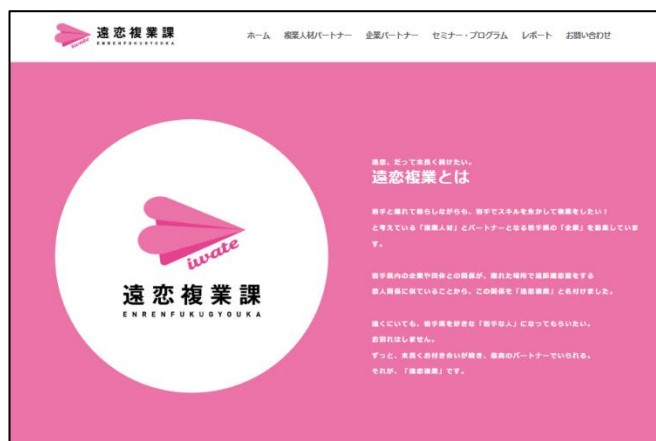 iwate
遠恋複業課
ENRENFUKUGYOUKA
ホーム 複業人材パートナー 企業パートナー セミナー・プログラム レポート お問い合わせ
iwate
遠恋複業課
ENRENFUKUGYOUKA
遠恋、だって末長く続けたい。
遠恋複業とは
岩手と離れて暮らしながらも、岩手でスキルを生かして複業をしたい！
と考えている「複業人材」とパートナーとなる岩手県の「企業」を募集していま
す。
岩手県内の企業や団体との関係が、離れた場所で遠距離恋愛をする
恋人関係に似ていることから、この関係を「遠恋複業」と名付けました。
遠くにいても、岩手県を好きな「岩手な人」になってもらいたい。
お別れはしません。
ずっと、末長くお付き合いが続き、最高のパートナーでいられる。
それが、「遠恋複業」です。